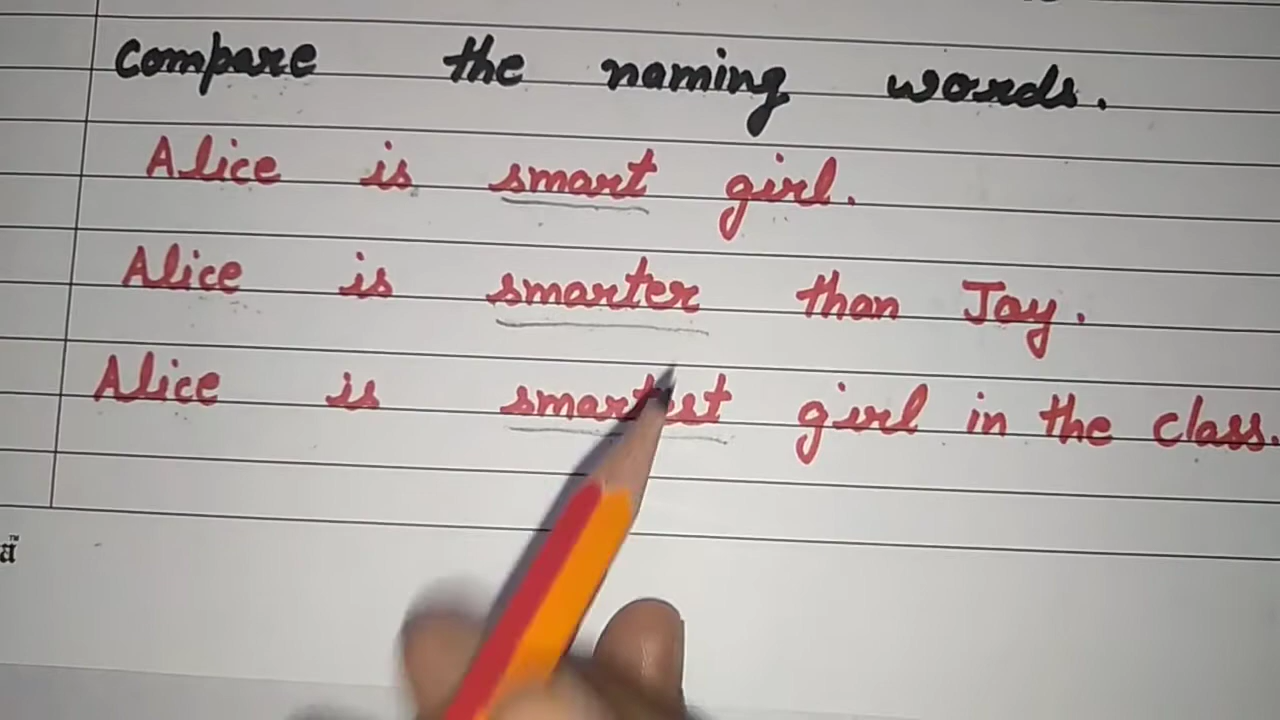 Compare the naming words.
Alice is smart girl.
Alice is smarter than Jay.
Alice is smartest girl in the class.